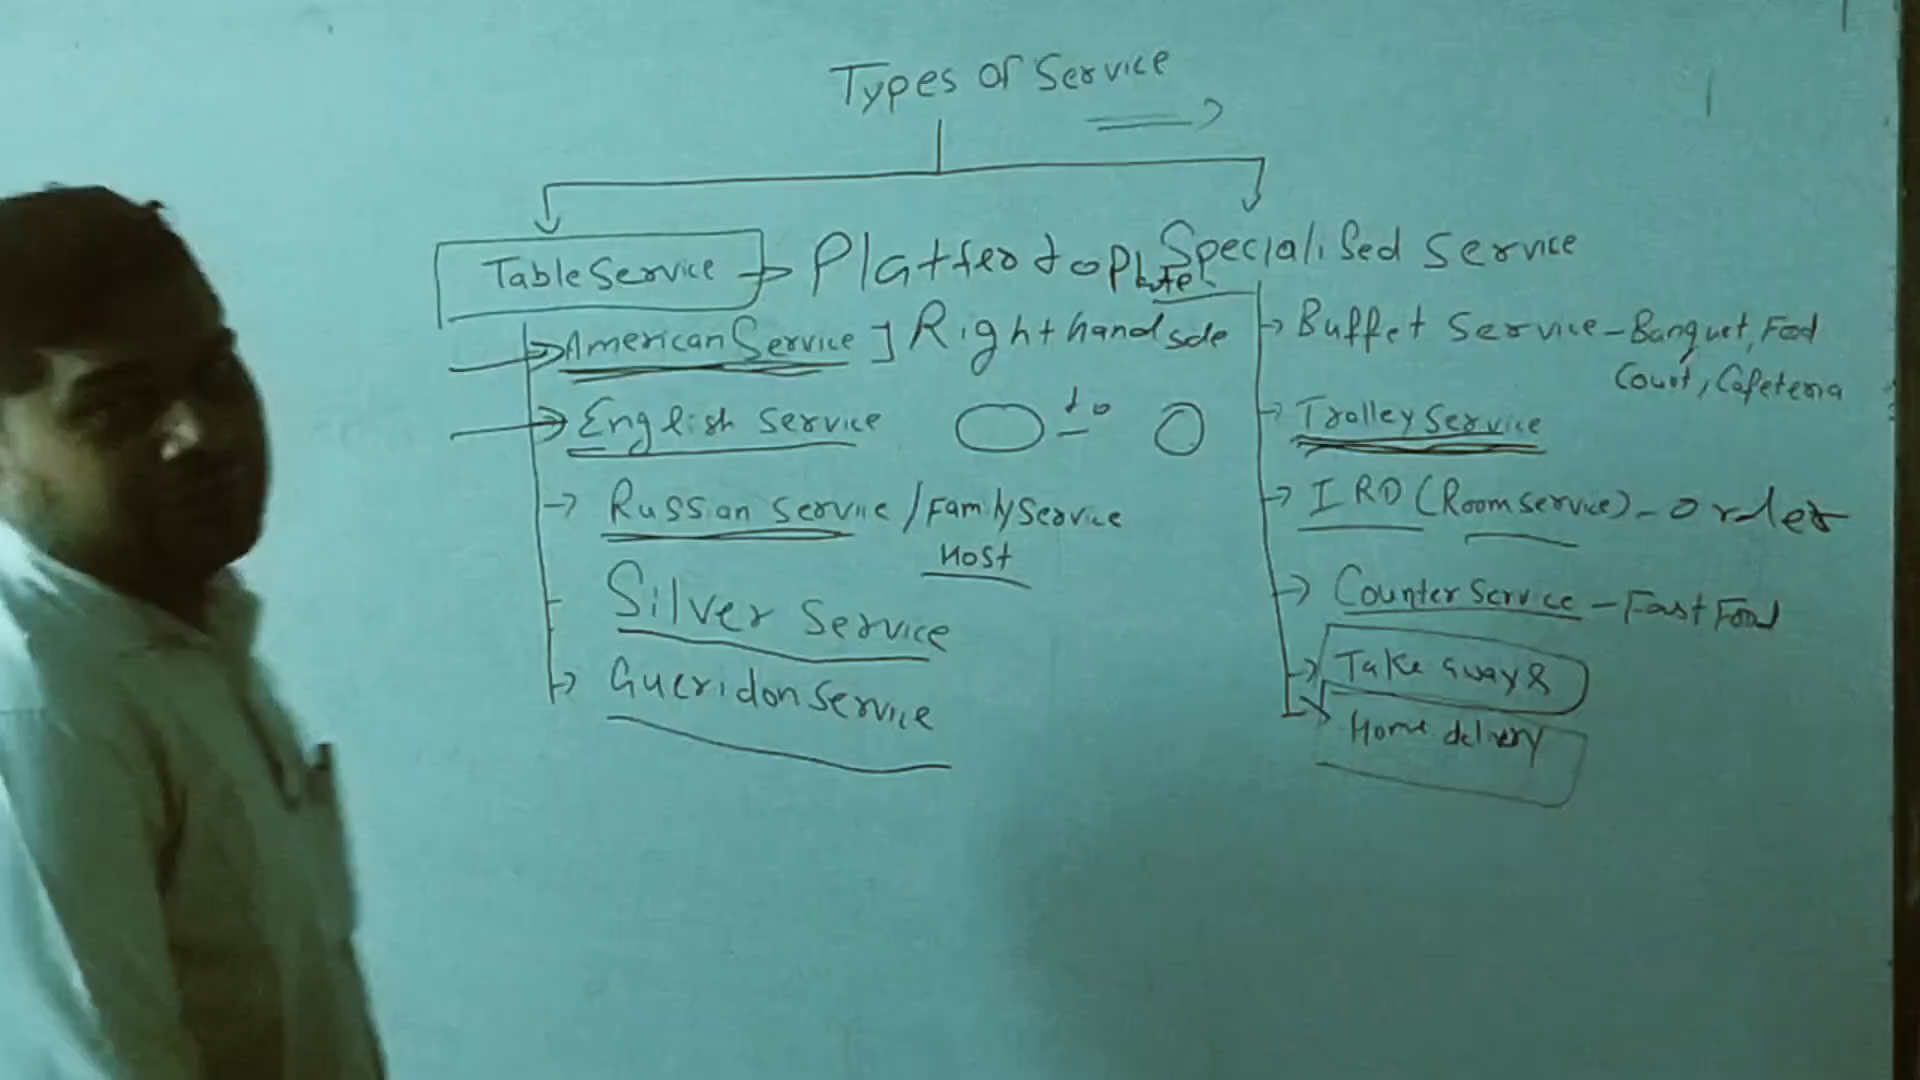 Types of Service
Table Service → Platter to Plate
American Service ] Right hand side
English Service to
Russian Service / Family Service
Host
Silver Service
Gueridon Service
Specialised Service
Buffet Service - Banquet, Food
Court, Cafeteria
Trolley Service
IRD (Room Service) - Order
Counter Service - Fast Food
Take away &
Home delivery